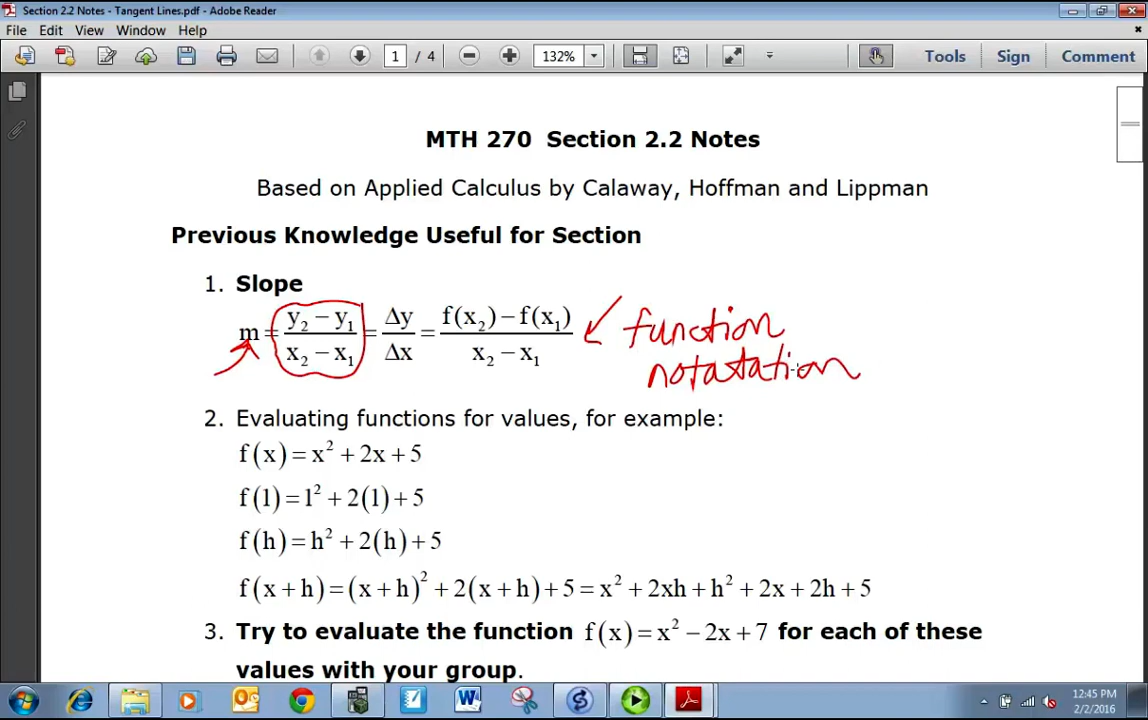 Section 2.2 Notes - Tangent Lines.pdf - Adobe Reader
File Edit View Window Help
1 / 4 132% Tools Sign Comment
MTH 270 Section 2.2 Notes
Based on Applied Calculus by Calaway, Hoffman and Lippman
Previous Knowledge Useful for Section
1. Slope
m = (y₂ − y₁)/(x₂ − x₁) = Δy/Δx = (f(x₂) − f(x₁))/(x₂ − x₁)
function
notastation
2. Evaluating functions for values, for example:
f(x) = x² + 2x + 5
f(1) = 1² + 2(1) + 5
f(h) = h² + 2(h) + 5
f(x + h) = (x + h)² + 2(x + h) + 5 = x² + 2xh + h² + 2x + 2h + 5
3. Try to evaluate the function f(x) = x² − 2x + 7 for each of these
values with your group.
12:45 PM
2/2/2016